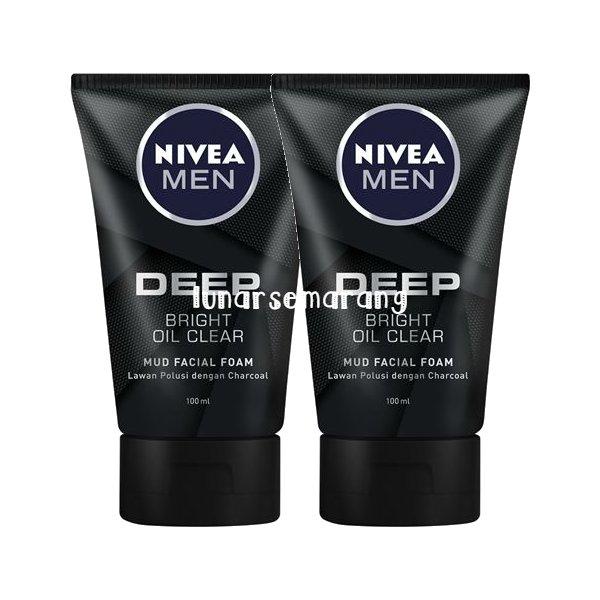 NIVEA
MEN
DEEP
BRIGHT
OIL CLEAR
MUD FACIAL FOAM
Lawan Polusi dengan Charcoal
100 ml
NIVEA
MEN
DEEP
BRIGHT
OIL CLEAR
MUD FACIAL FOAM
Lawan Polusi dengan Charcoal
100 ml
lunarsemarang